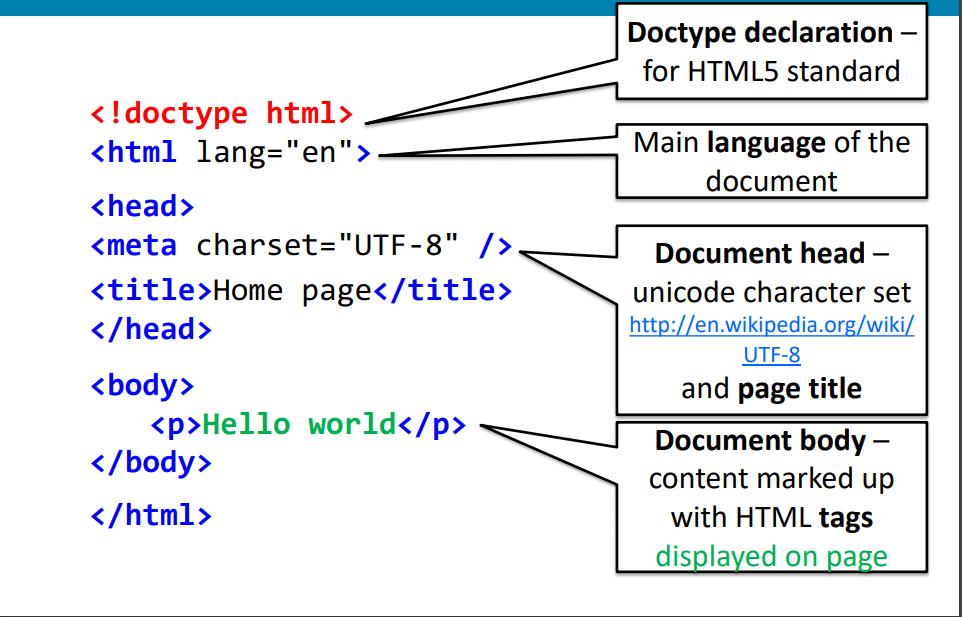 <!doctype html>
<html lang="en">
<head>
<meta charset="UTF-8" />
<title>Home page</title>
</head>
<body>
<p>Hello world</p>
</body>
</html>
Doctype declaration –
for HTML5 standard
Main language of the
document
Document head –
unicode character set
http://en.wikipedia.org/wiki/
UTF-8
and page title
Document body –
content marked up
with HTML tags
displayed on page